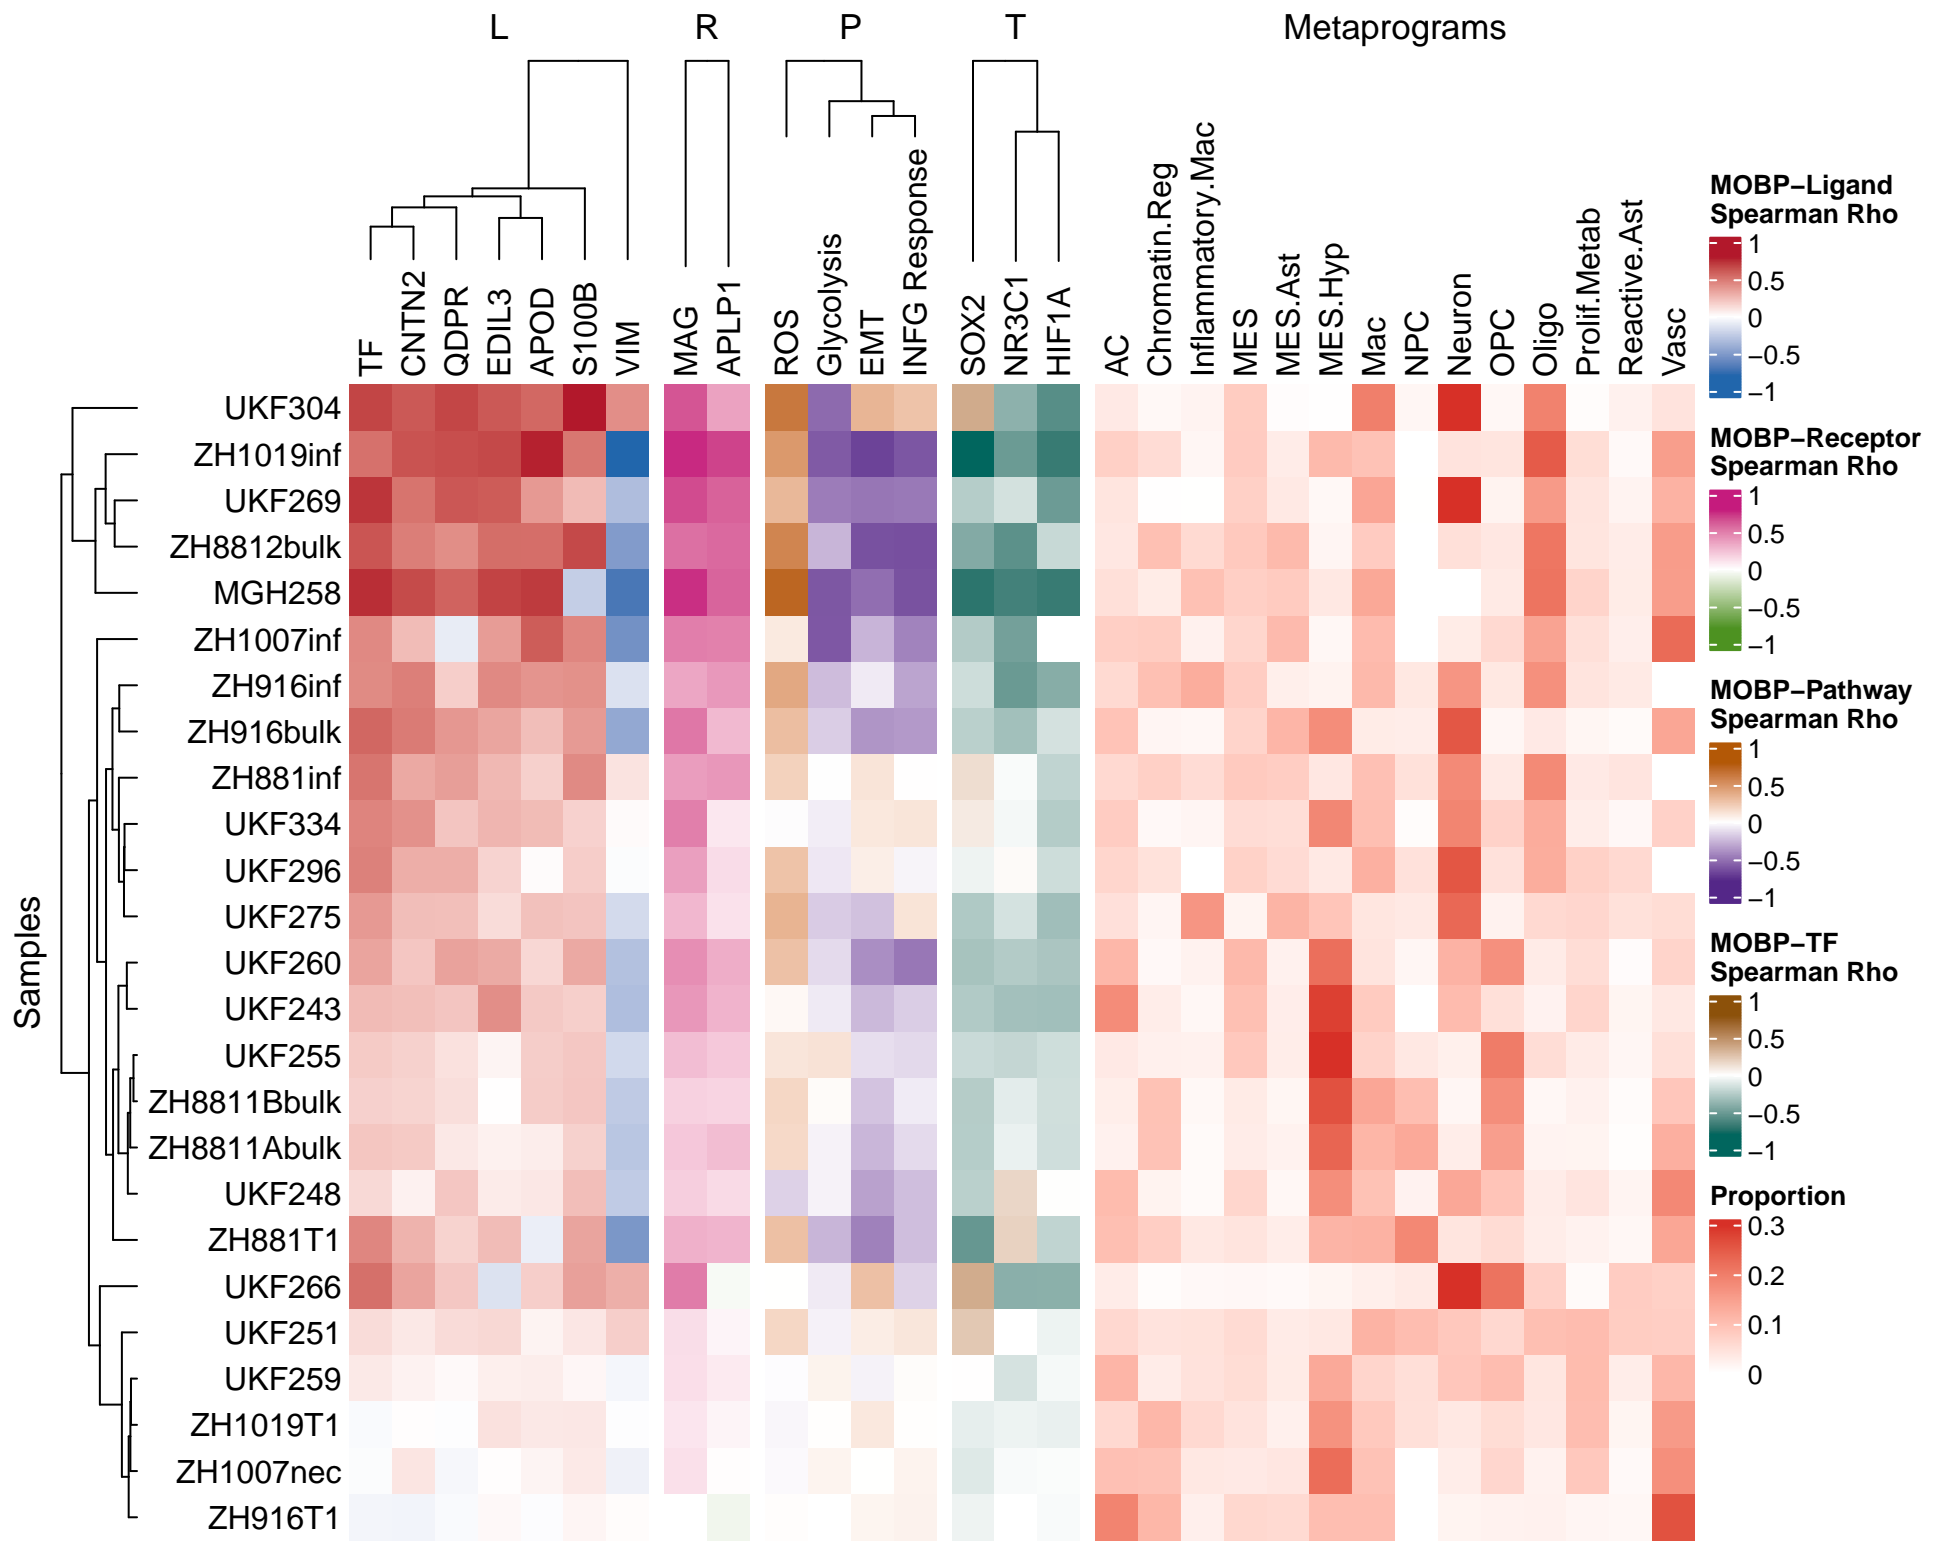 L R P T Metaprograms
TF CNTN2 QDPR EDIL3 APOD S100B VIM
MAG APLP1
ROS Glycolysis EMT INFG Response
SOX2 NR3C1 HIF1A
AC Chromatin.Reg Inflammatory.Mac MES MES.Ast MES.Hyp Mac NPC Neuron OPC Oligo Prolif.Metab Reactive.Ast Vasc
Samples
UKF304
ZH1019inf
UKF269
ZH8812bulk
MGH258
ZH1007inf
ZH916inf
ZH916bulk
ZH881inf
UKF334
UKF296
UKF275
UKF260
UKF243
UKF255
ZH8811Bbulk
ZH8811Abulk
UKF248
ZH881T1
UKF266
UKF251
UKF259
ZH1019T1
ZH1007nec
ZH916T1
MOBP−Ligand
Spearman Rho
1
0.5
0
−0.5
−1
MOBP−Receptor
Spearman Rho
1
0.5
0
−0.5
−1
MOBP−Pathway
Spearman Rho
1
0.5
0
−0.5
−1
MOBP−TF
Spearman Rho
1
0.5
0
−0.5
−1
Proportion
0.3
0.2
0.1
0